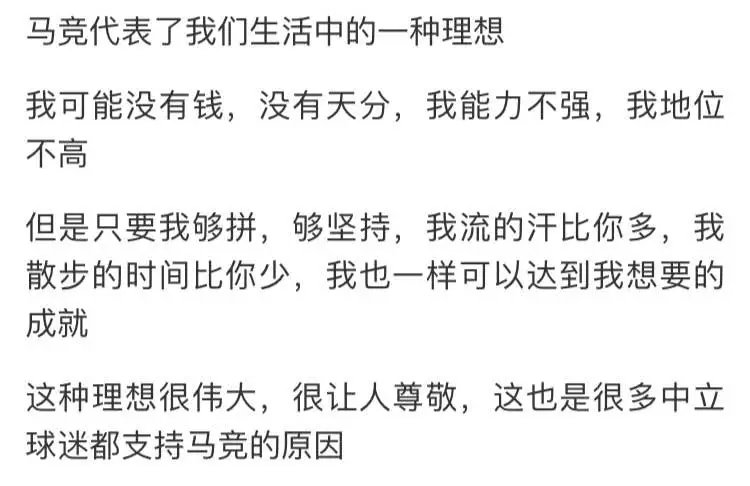 马竞代表了我们生活中的一种理想
我可能没有钱，没有天分，我能力不强，我地位
不高
但是只要我够拼，够坚持，我流的汗比你多，我
散步的时间比你少，我也一样可以达到我想要的
成就
这种理想很伟大，很让人尊敬，这也是很多中立
球迷都支持马竞的原因